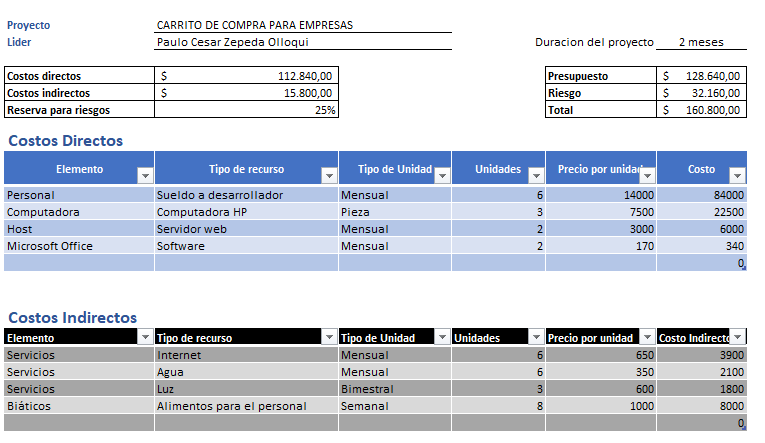 Proyecto CARRITO DE COMPRA PARA EMPRESAS
Lider Paulo Cesar Zepeda Olloqui Duracion del proyecto 2 meses
Costos directos $ 112.840,00 Presupuesto $ 128.640,00
Costos indirectos $ 15.800,00 Riesgo $ 32.160,00
Reserva para riesgos 25% Total $ 160.800,00
Costos Directos
Elemento Tipo de recurso Tipo de Unidad Unidades Precio por unidad Costo
Personal Sueldo a desarrollador Mensual 6 14000 84000
Computadora Computadora HP Pieza 3 7500 22500
Host Servidor web Mensual 2 3000 6000
Microsoft Office Software Mensual 2 170 340
0
Costos Indirectos
Elemento Tipo de recurso Tipo de Unidad Unidades Precio por unidad Costo Indirecto
Servicios Internet Mensual 6 650 3900
Servicios Agua Mensual 6 350 2100
Servicios Luz Bimestral 3 600 1800
Biáticos Alimentos para el personal Semanal 8 1000 8000
0